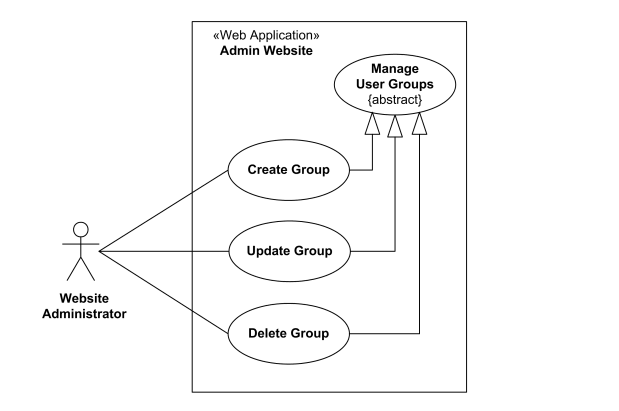 «Web Application»
Admin Website
Manage
User Groups
{abstract}
Create Group
Update Group
Website
Administrator
Delete Group